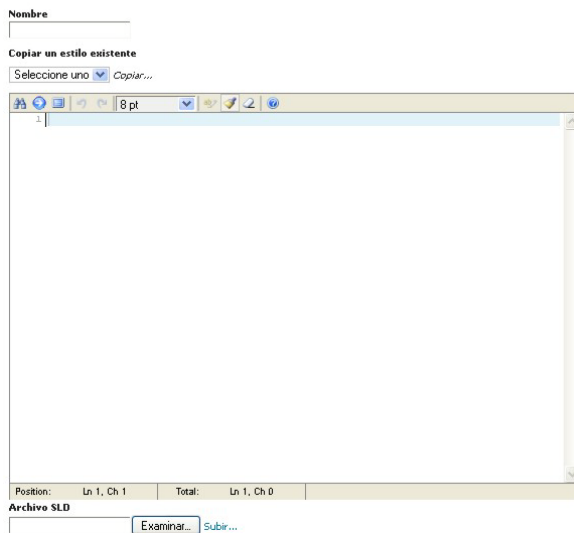 Nombre
Copiar un estilo existente
Seleccione uno Copiar...
8 pt
1
Position: Ln 1, Ch 1 Total: Ln 1, Ch 0
Archivo SLD
Examinar... Subir...